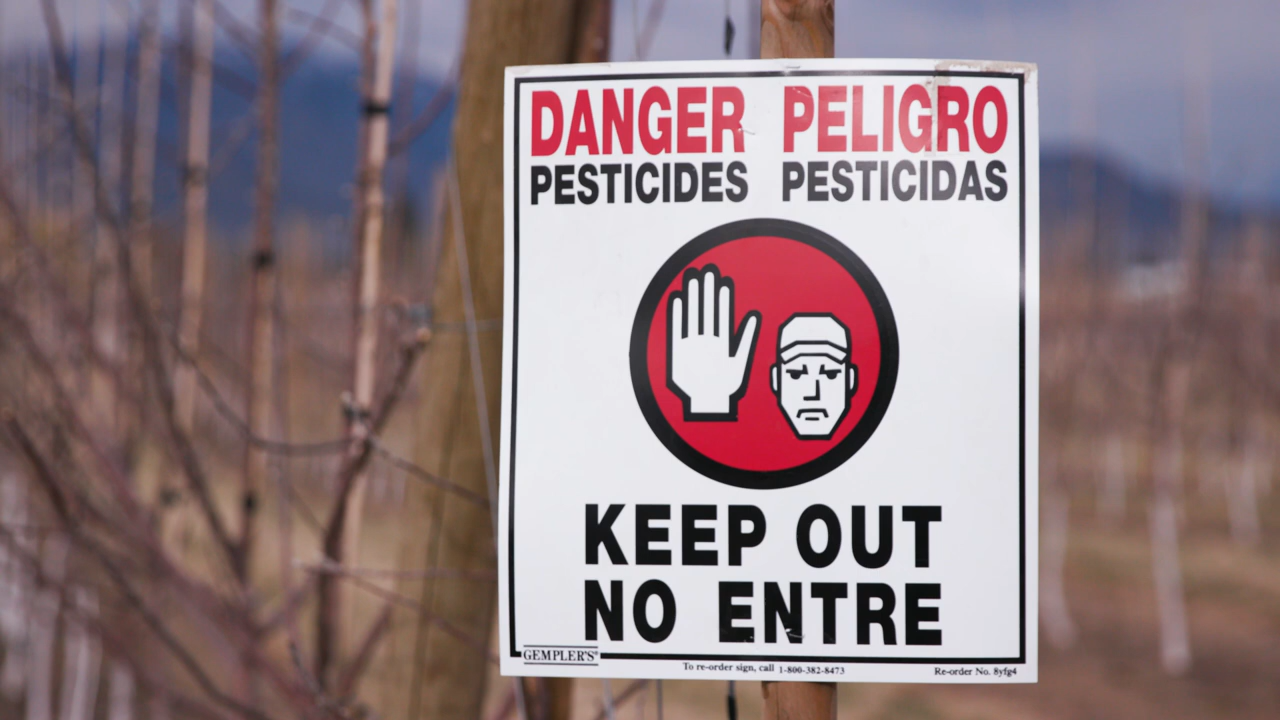 DANGER PELIGRO
PESTICIDES PESTICIDAS
KEEP OUT
NO ENTRE
GEMPLER'S®
To re-order sign, call 1-800-382-8473
Re-order No. 8yfg4